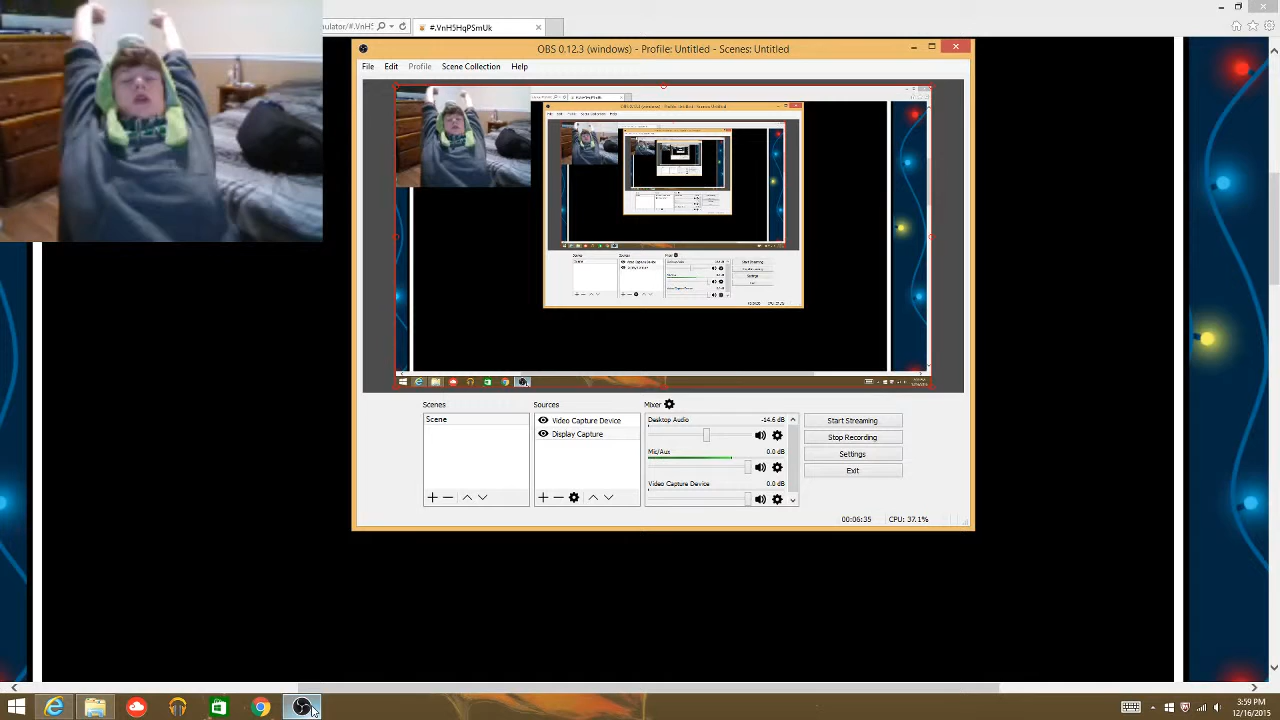 ulator/#.VnH5
#.VnH5HqPSmUk
OBS 0.12.3 (windows) - Profile: Untitled - Scenes: Untitled
File Edit Profile Scene Collection Help
Scenes
Sources
Mixer
Scene
Video Capture Device
Display Capture
Desktop Audio -14.6 dB
Mic/Aux 0.0 dB
Video Capture Device 0.0 dB
Start Streaming
Stop Recording
Settings
Exit
00:06:35 CPU: 37.1%
3:59 PM
12/16/2015